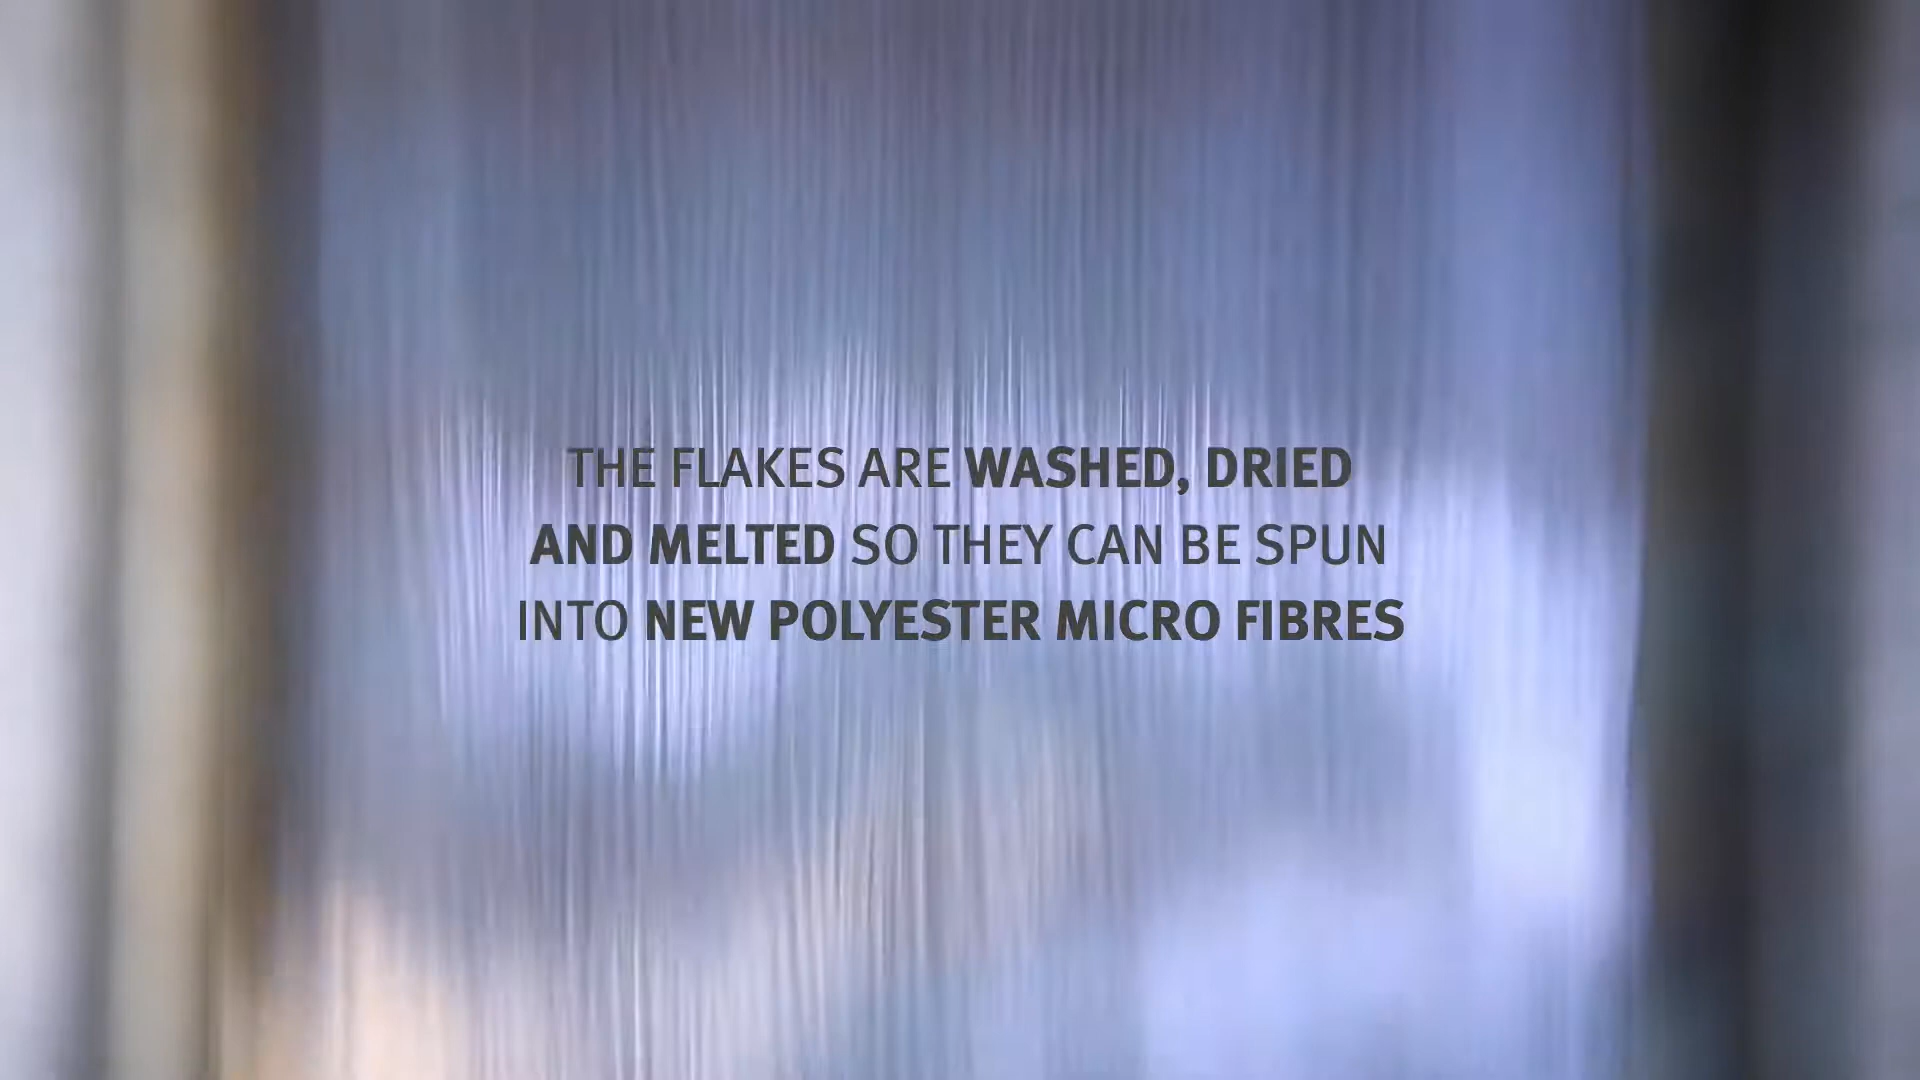 THE FLAKES ARE WASHED, DRIED
AND MELTED SO THEY CAN BE SPUN
INTO NEW POLYESTER MICRO FIBRES